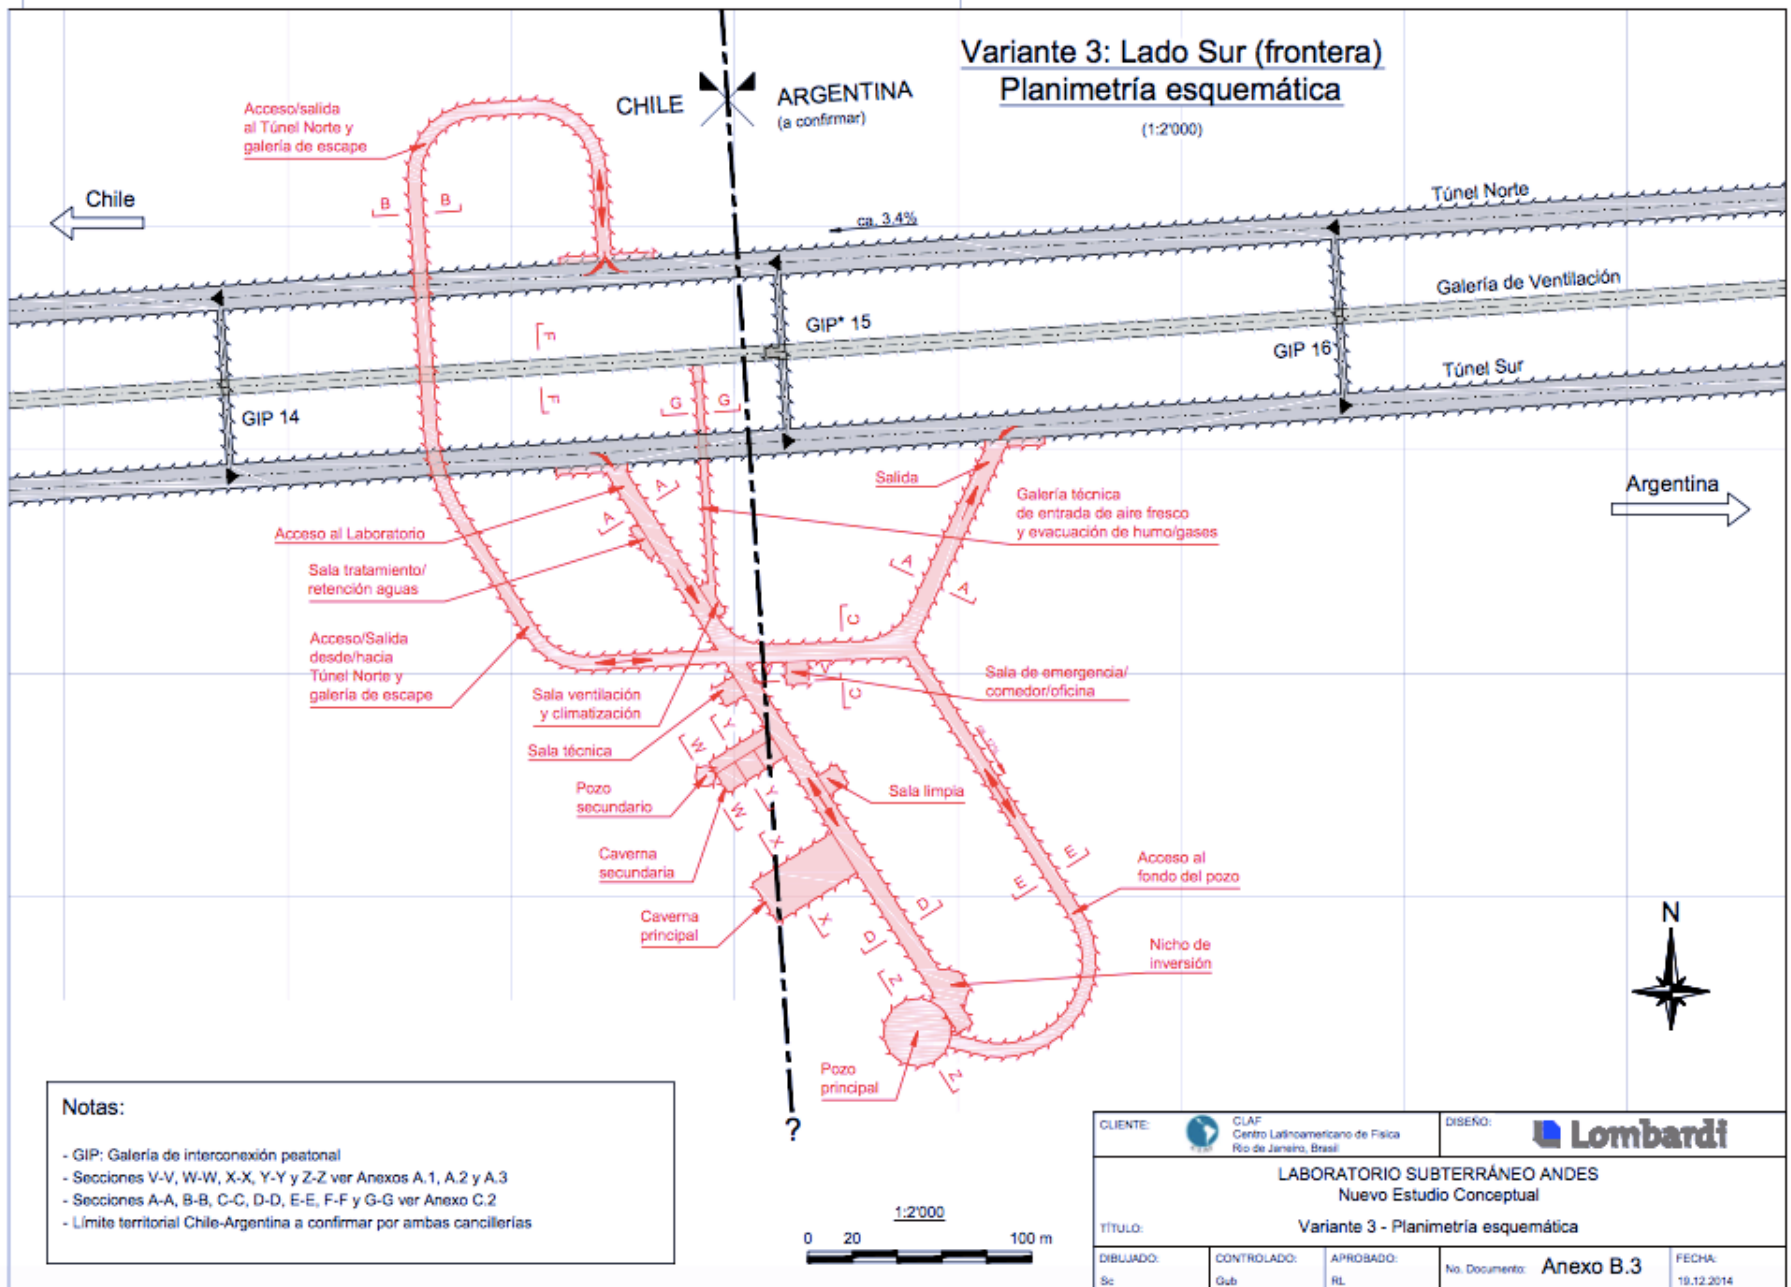 Variante 3: Lado Sur (frontera)
Planimetría esquemática
(1:2'000)
CHILE
ARGENTINA
(a confirmar)
Acceso/salida
al Túnel Norte y
galería de escape
Chile
B
B
ca. 3.4%
Túnel Norte
Galería de Ventilación
GIP* 15
GIP 16
Túnel Sur
F
F
G
G
GIP 14
Salida
Argentina
A
A
Galería técnica
de entrada de aire fresco
y evacuación de humo/gases
Acceso al Laboratorio
Sala tratamiento/
retención aguas
A
A
C
Acceso/Salida
desde/hacia
Túnel Norte y
galería de escape
Sala ventilación
y climatización
V
V
C
Sala de emergencia/
comedor/oficina
Sala técnica
Y
W
ca. 12%
Pozo
secundario
Y
W
Sala limpia
Caverna
secundaria
X
E
E
Acceso al
fondo del pozo
Caverna
principal
X
D
D
Nicho de
inversión
N
Z
Pozo
principal
Z
?
Notas:
- GIP: Galería de interconexión peatonal
- Secciones V-V, W-W, X-X, Y-Y y Z-Z ver Anexos A.1, A.2 y A.3
- Secciones A-A, B-B, C-C, D-D, E-E, F-F y G-G ver Anexo C.2
- Límite territorial Chile-Argentina a confirmar por ambas cancillerías
1:2'000
0 20 100 m
CLIENTE:
CLAF
Centro Latinoamericano de Fisica
Rio de Janeiro, Brasil
DISEÑO:
Lombardi
LABORATORIO SUBTERRÁNEO ANDES
Nuevo Estudio Conceptual
TÍTULO:
Variante 3 - Planimetría esquemática
DIBUJADO:
Sc
CONTROLADO:
Gub
APROBADO:
RL
No. Documento: Anexo B.3
FECHA:
19.12.2014